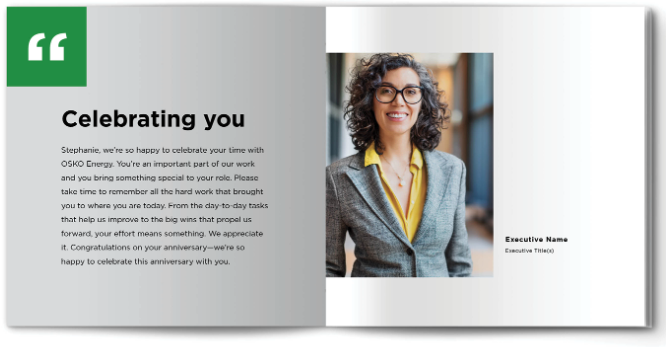 “
Celebrating you
Stephanie, we're so happy to celebrate your time with
OSKO Energy. You're an important part of our work
and you bring something special to your role. Please
take time to remember all the hard work that brought
you to where you are today. From the day-to-day tasks
that help us improve to the big wins that propel us
forward, your effort means something. We appreciate
it. Congratulations on your anniversary—we're so
happy to celebrate this anniversary with you.
Executive Name
Executive Title(s)